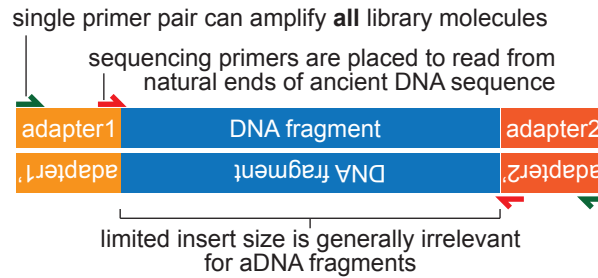 single primer pair can amplify all library molecules
sequencing primers are placed to read from
natural ends of ancient DNA sequence
adapter1 DNA fragment adapter2
adapter1' DNA fragment adapter2'
limited insert size is generally irrelevant
for aDNA fragments